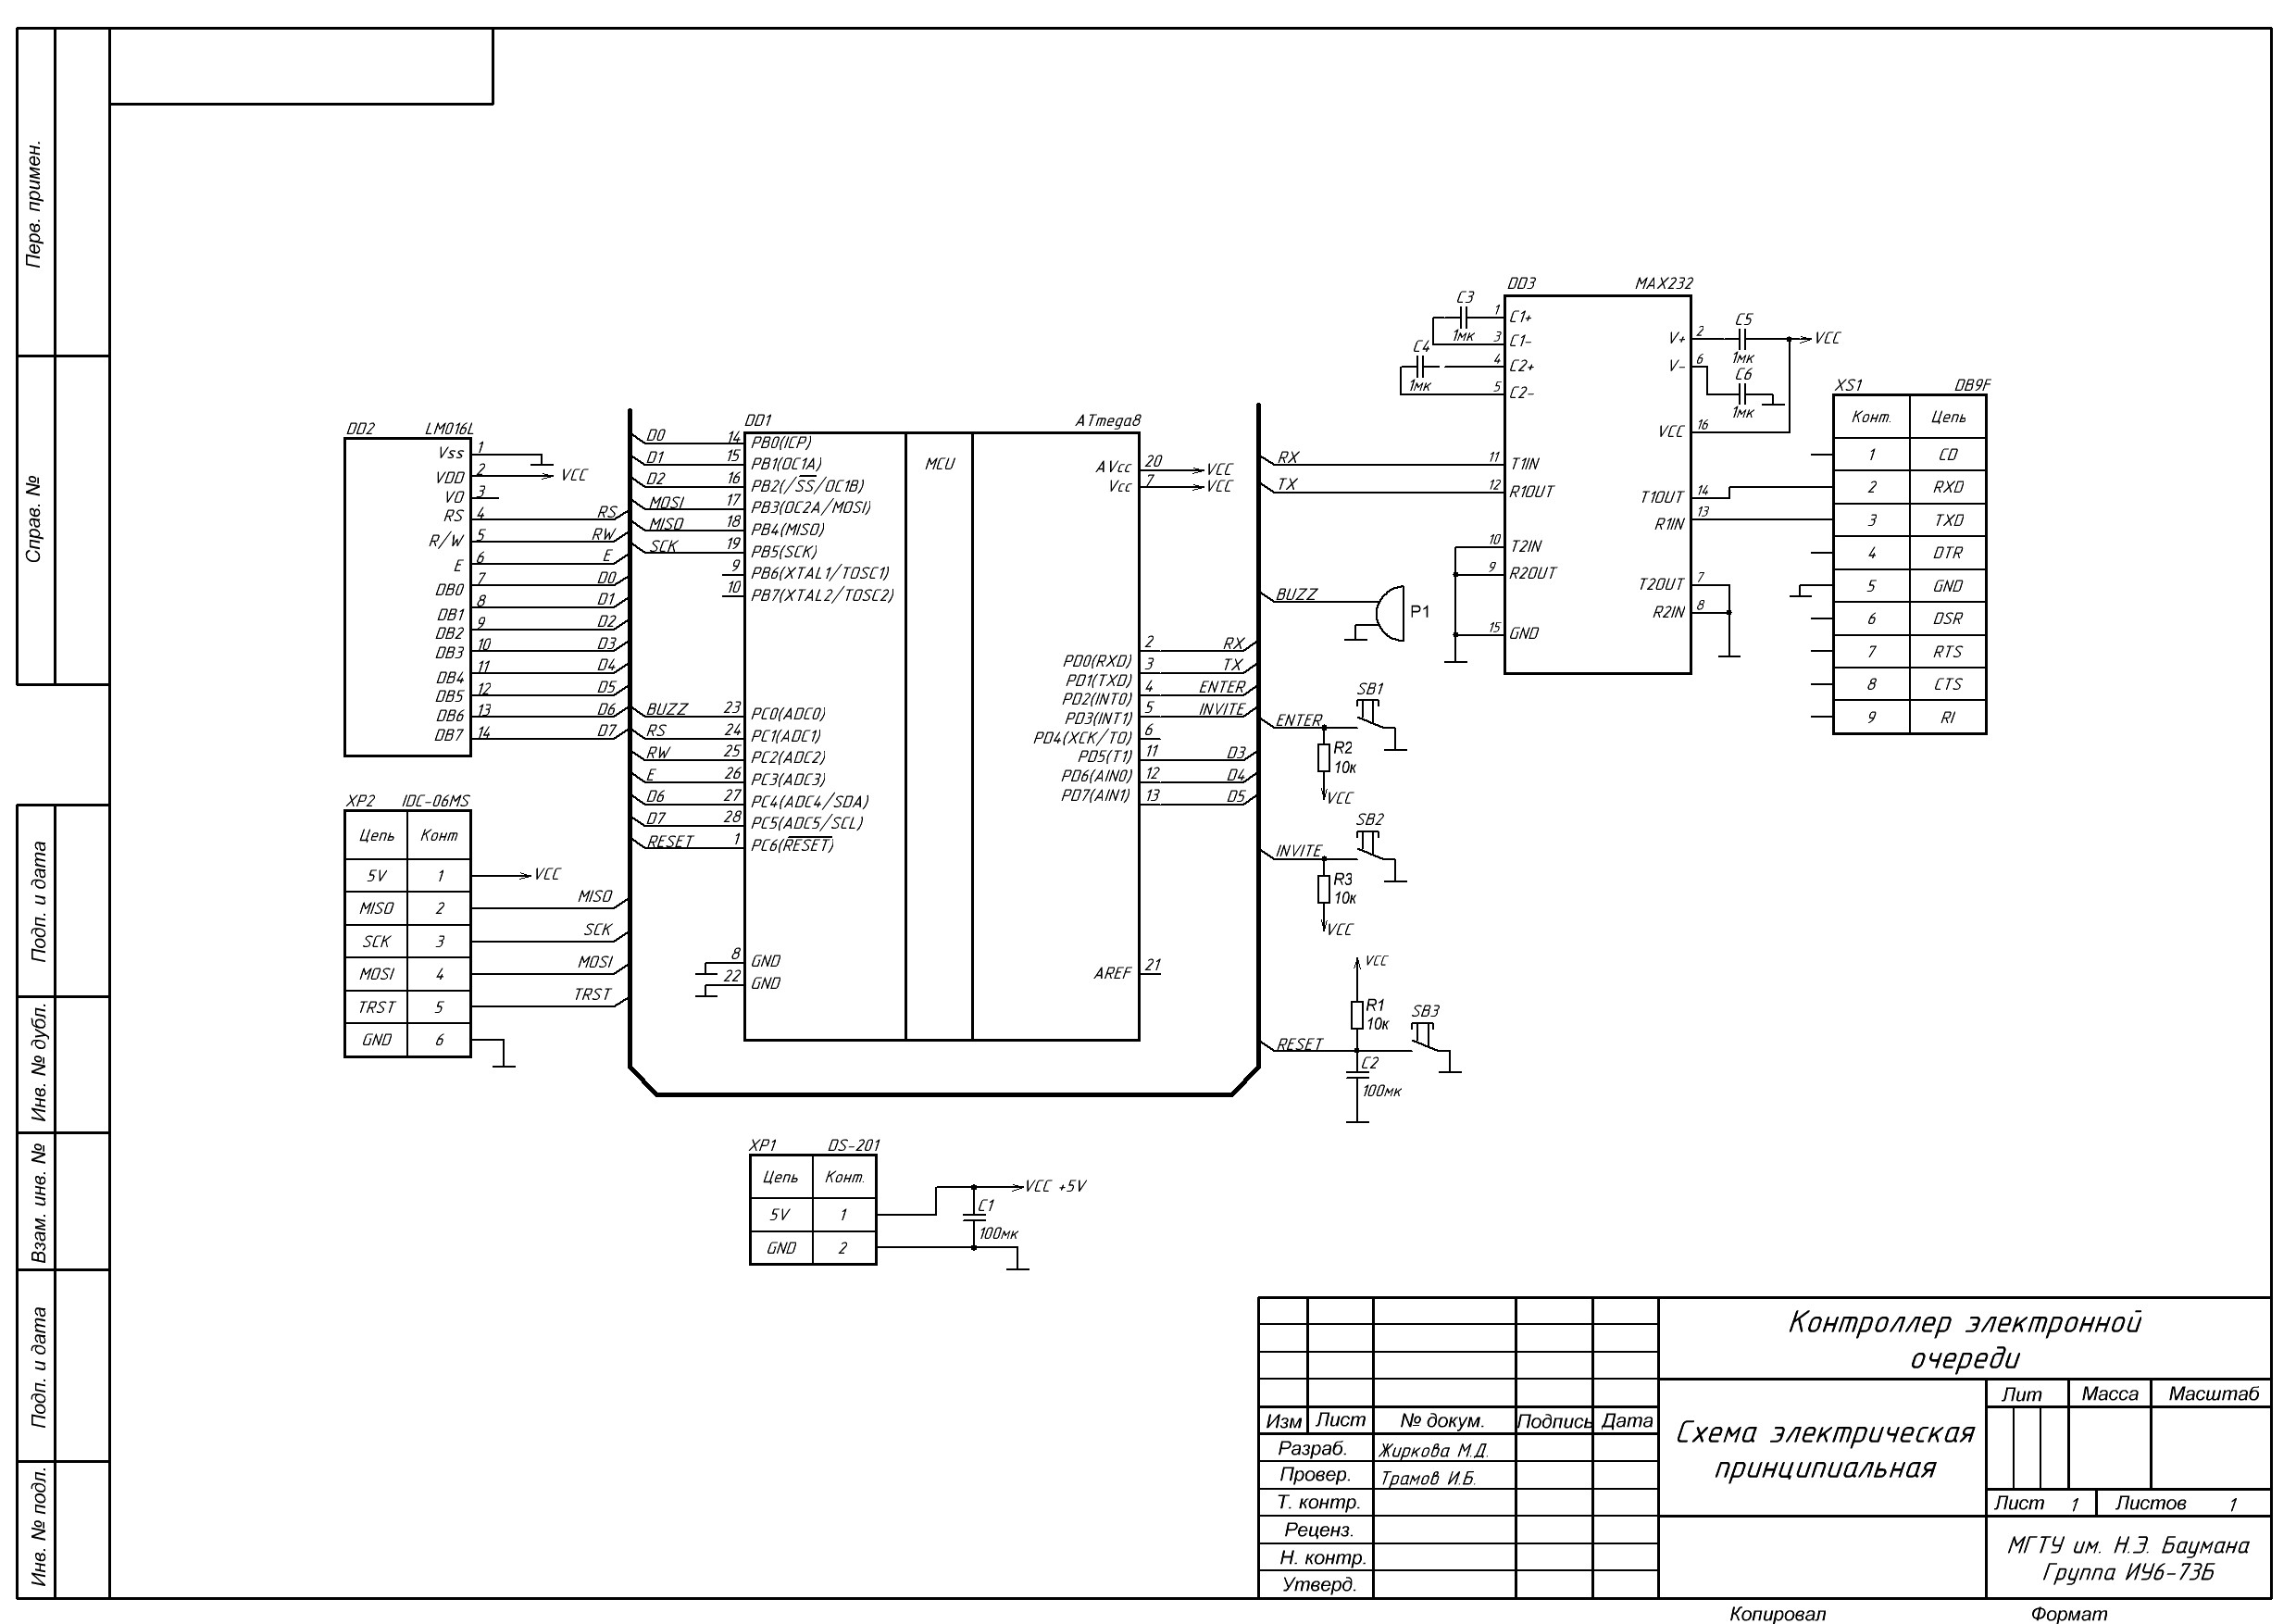 Перв. примен.
Справ. №
Подп. и дата
Инв. № дубл.
Взам. инв. №
Подп. и дата
Инв. № подл.
DD2 LM016L
Vss 1
VDD 2 VCC
VO 3
RS 4 RS
R/W 5 RW
E 6 E
DB0 7 D0
DB1 8 D1
DB2 9 D2
DB3 10 D3
DB4 11 D4
DB5 12 D5
DB6 13 D6
DB7 14 D7
XP2 IDC-06MS
Цепь Конт
5V 1 VCC
MISO 2 MISO
SCK 3 SCK
MOSI 4 MOSI
TRST 5 TRST
GND 6
DD1 ATmega8
MCU
D0 14 PB0(ICP)
D1 15 PB1(OC1A)
D2 16 PB2(/SS/OC1B)
MOSI 17 PB3(OC2A/MOSI)
MISO 18 PB4(MISO)
SCK 19 PB5(SCK)
9 PB6(XTAL1/TOSC1)
10 PB7(XTAL2/TOSC2)
BUZZ 23 PC0(ADC0)
RS 24 PC1(ADC1)
RW 25 PC2(ADC2)
E 26 PC3(ADC3)
D6 27 PC4(ADC4/SDA)
D7 28 PC5(ADC5/SCL)
RESET 1 PC6(RESET)
8 GND
22 GND
AVcc 20 VCC
Vcc 7 VCC
PD0(RXD) 2 RX
PD1(TXD) 3 TX
PD2(INT0) 4 ENTER
PD3(INT1) 5 INVITE
PD4(XCK/T0) 6
PD5(T1) 11 D3
PD6(AIN0) 12 D4
PD7(AIN1) 13 D5
AREF 21
XP1 DS-201
Цепь Конт.
5V 1
GND 2
VCC +5V
C1
100мк
RX
TX
BUZZ
P1
ENTER
SB1
R2
10к
VCC
INVITE
SB2
R3
10к
VCC
VCC
R1
10к
SB3
RESET
C2
100мк
DD3 MAX232
C3
1мк
C4
1мк
1 C1+
3 C1-
4 C2+
5 C2-
11 T1IN
12 R1OUT
10 T2IN
9 R2OUT
15 GND
V+ 2
V- 6
VCC 16
T1OUT 14
R1IN 13
T2OUT 7
R2IN 8
C5
1мк
VCC
C6
1мк
XS1 DB9F
Конт. Цепь
1 CD
2 RXD
3 TXD
4 DTR
5 GND
6 DSR
7 RTS
8 CTS
9 RI
Контроллер электронной
очереди
Схема электрическая
принципиальная
Лит Масса Масштаб
Лист 1 Листов 1
МГТУ им. Н.Э. Баумана
Группа ИУ6-73Б
Изм Лист № докум. Подпись Дата
Разраб. Жиркова М.Д.
Провер. Трамов И.Б.
Т. контр.
Реценз.
Н. контр.
Утверд.
Копировал Формат